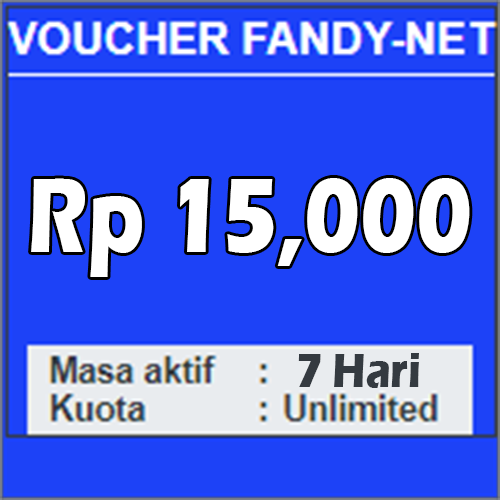 VOUCHER FANDY-NET
Rp 15,000
Masa aktif : 7 Hari
Kuota : Unlimited